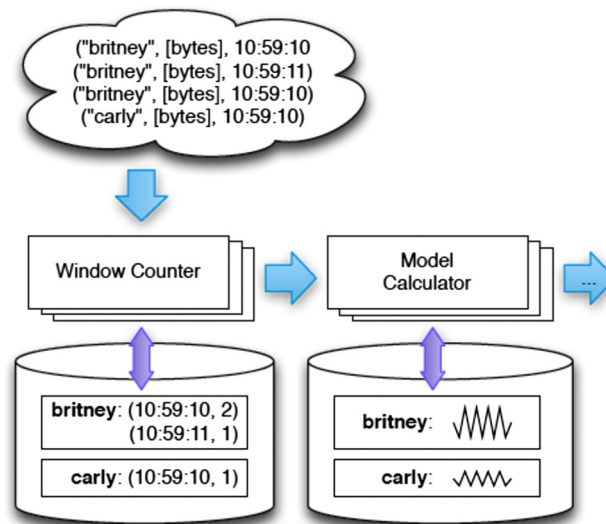 ("britney", [bytes], 10:59:10
("britney", [bytes], 10:59:11)
("britney", [bytes], 10:59:10)
("carly", [bytes], 10:59:10)
Window Counter
Model
Calculator
...
britney: (10:59:10, 2)
(10:59:11, 1)
carly: (10:59:10, 1)
britney:
carly: